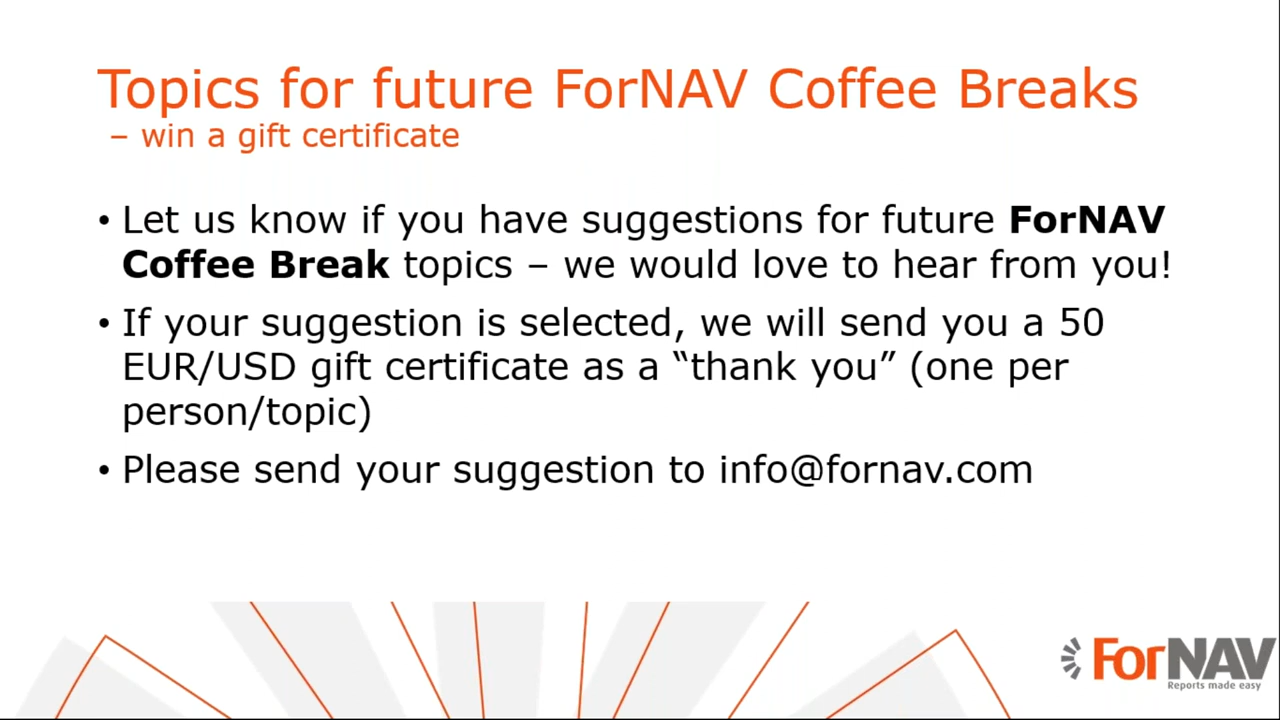 Topics for future ForNAV Coffee Breaks
– win a gift certificate
• Let us know if you have suggestions for future ForNAV
Coffee Break topics – we would love to hear from you!
• If your suggestion is selected, we will send you a 50
EUR/USD gift certificate as a “thank you” (one per
person/topic)
• Please send your suggestion to info@fornav.com
ForNAV
Reports made easy